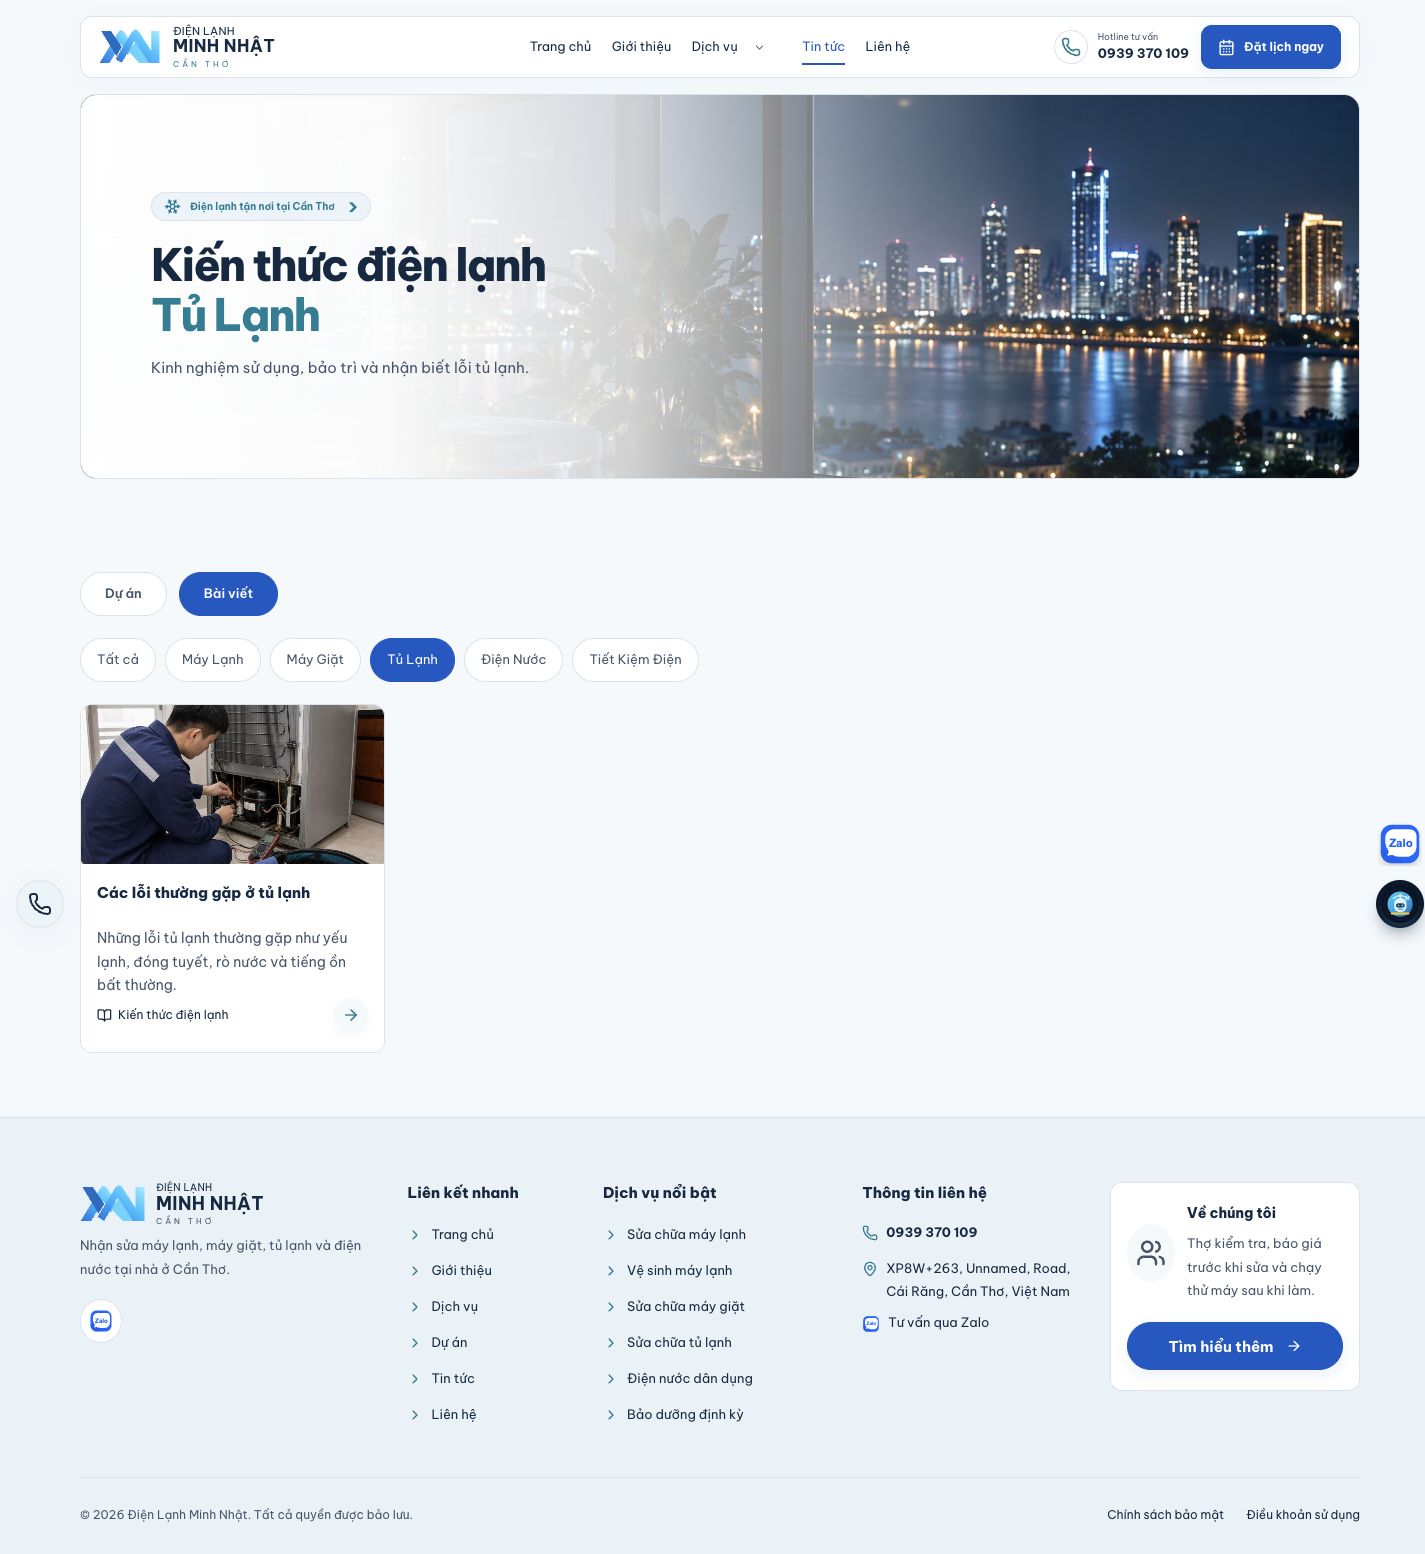 ĐIỆN LẠNH
MINH NHẬT
CẦN THƠ
Trang chủ
Giới thiệu
Dịch vụ
Tin tức
Liên hệ
Hotline tư vấn
0939 370 109
Đặt lịch ngay
Điện lạnh tận nơi tại Cần Thơ
Kiến thức điện lạnh
Tủ Lạnh
Kinh nghiệm sử dụng, bảo trì và nhận biết lỗi tủ lạnh.
Dự án
Bài viết
Tất cả
Máy Lạnh
Máy Giặt
Tủ Lạnh
Điện Nước
Tiết Kiệm Điện
Các lỗi thường gặp ở tủ lạnh
Những lỗi tủ lạnh thường gặp như yếu
lạnh, đóng tuyết, rò nước và tiếng ồn
bất thường.
Kiến thức điện lạnh
Zalo
ĐIỆN LẠNH
MINH NHẬT
CẦN THƠ
Nhận sửa máy lạnh, máy giặt, tủ lạnh và điện
nước tại nhà ở Cần Thơ.
Zalo
Liên kết nhanh
Trang chủ
Giới thiệu
Dịch vụ
Dự án
Tin tức
Liên hệ
Dịch vụ nổi bật
Sửa chữa máy lạnh
Vệ sinh máy lạnh
Sửa chữa máy giặt
Sửa chữa tủ lạnh
Điện nước dân dụng
Bảo dưỡng định kỳ
Thông tin liên hệ
0939 370 109
XP8W+263, Unnamed, Road,
Cái Răng, Cần Thơ, Việt Nam
Zalo
Tư vấn qua Zalo
Về chúng tôi
Thợ kiểm tra, báo giá
trước khi sửa và chạy
thử máy sau khi làm.
Tìm hiểu thêm
© 2026 Điện Lạnh Minh Nhật. Tất cả quyền được bảo lưu.
Chính sách bảo mật
Điều khoản sử dụng